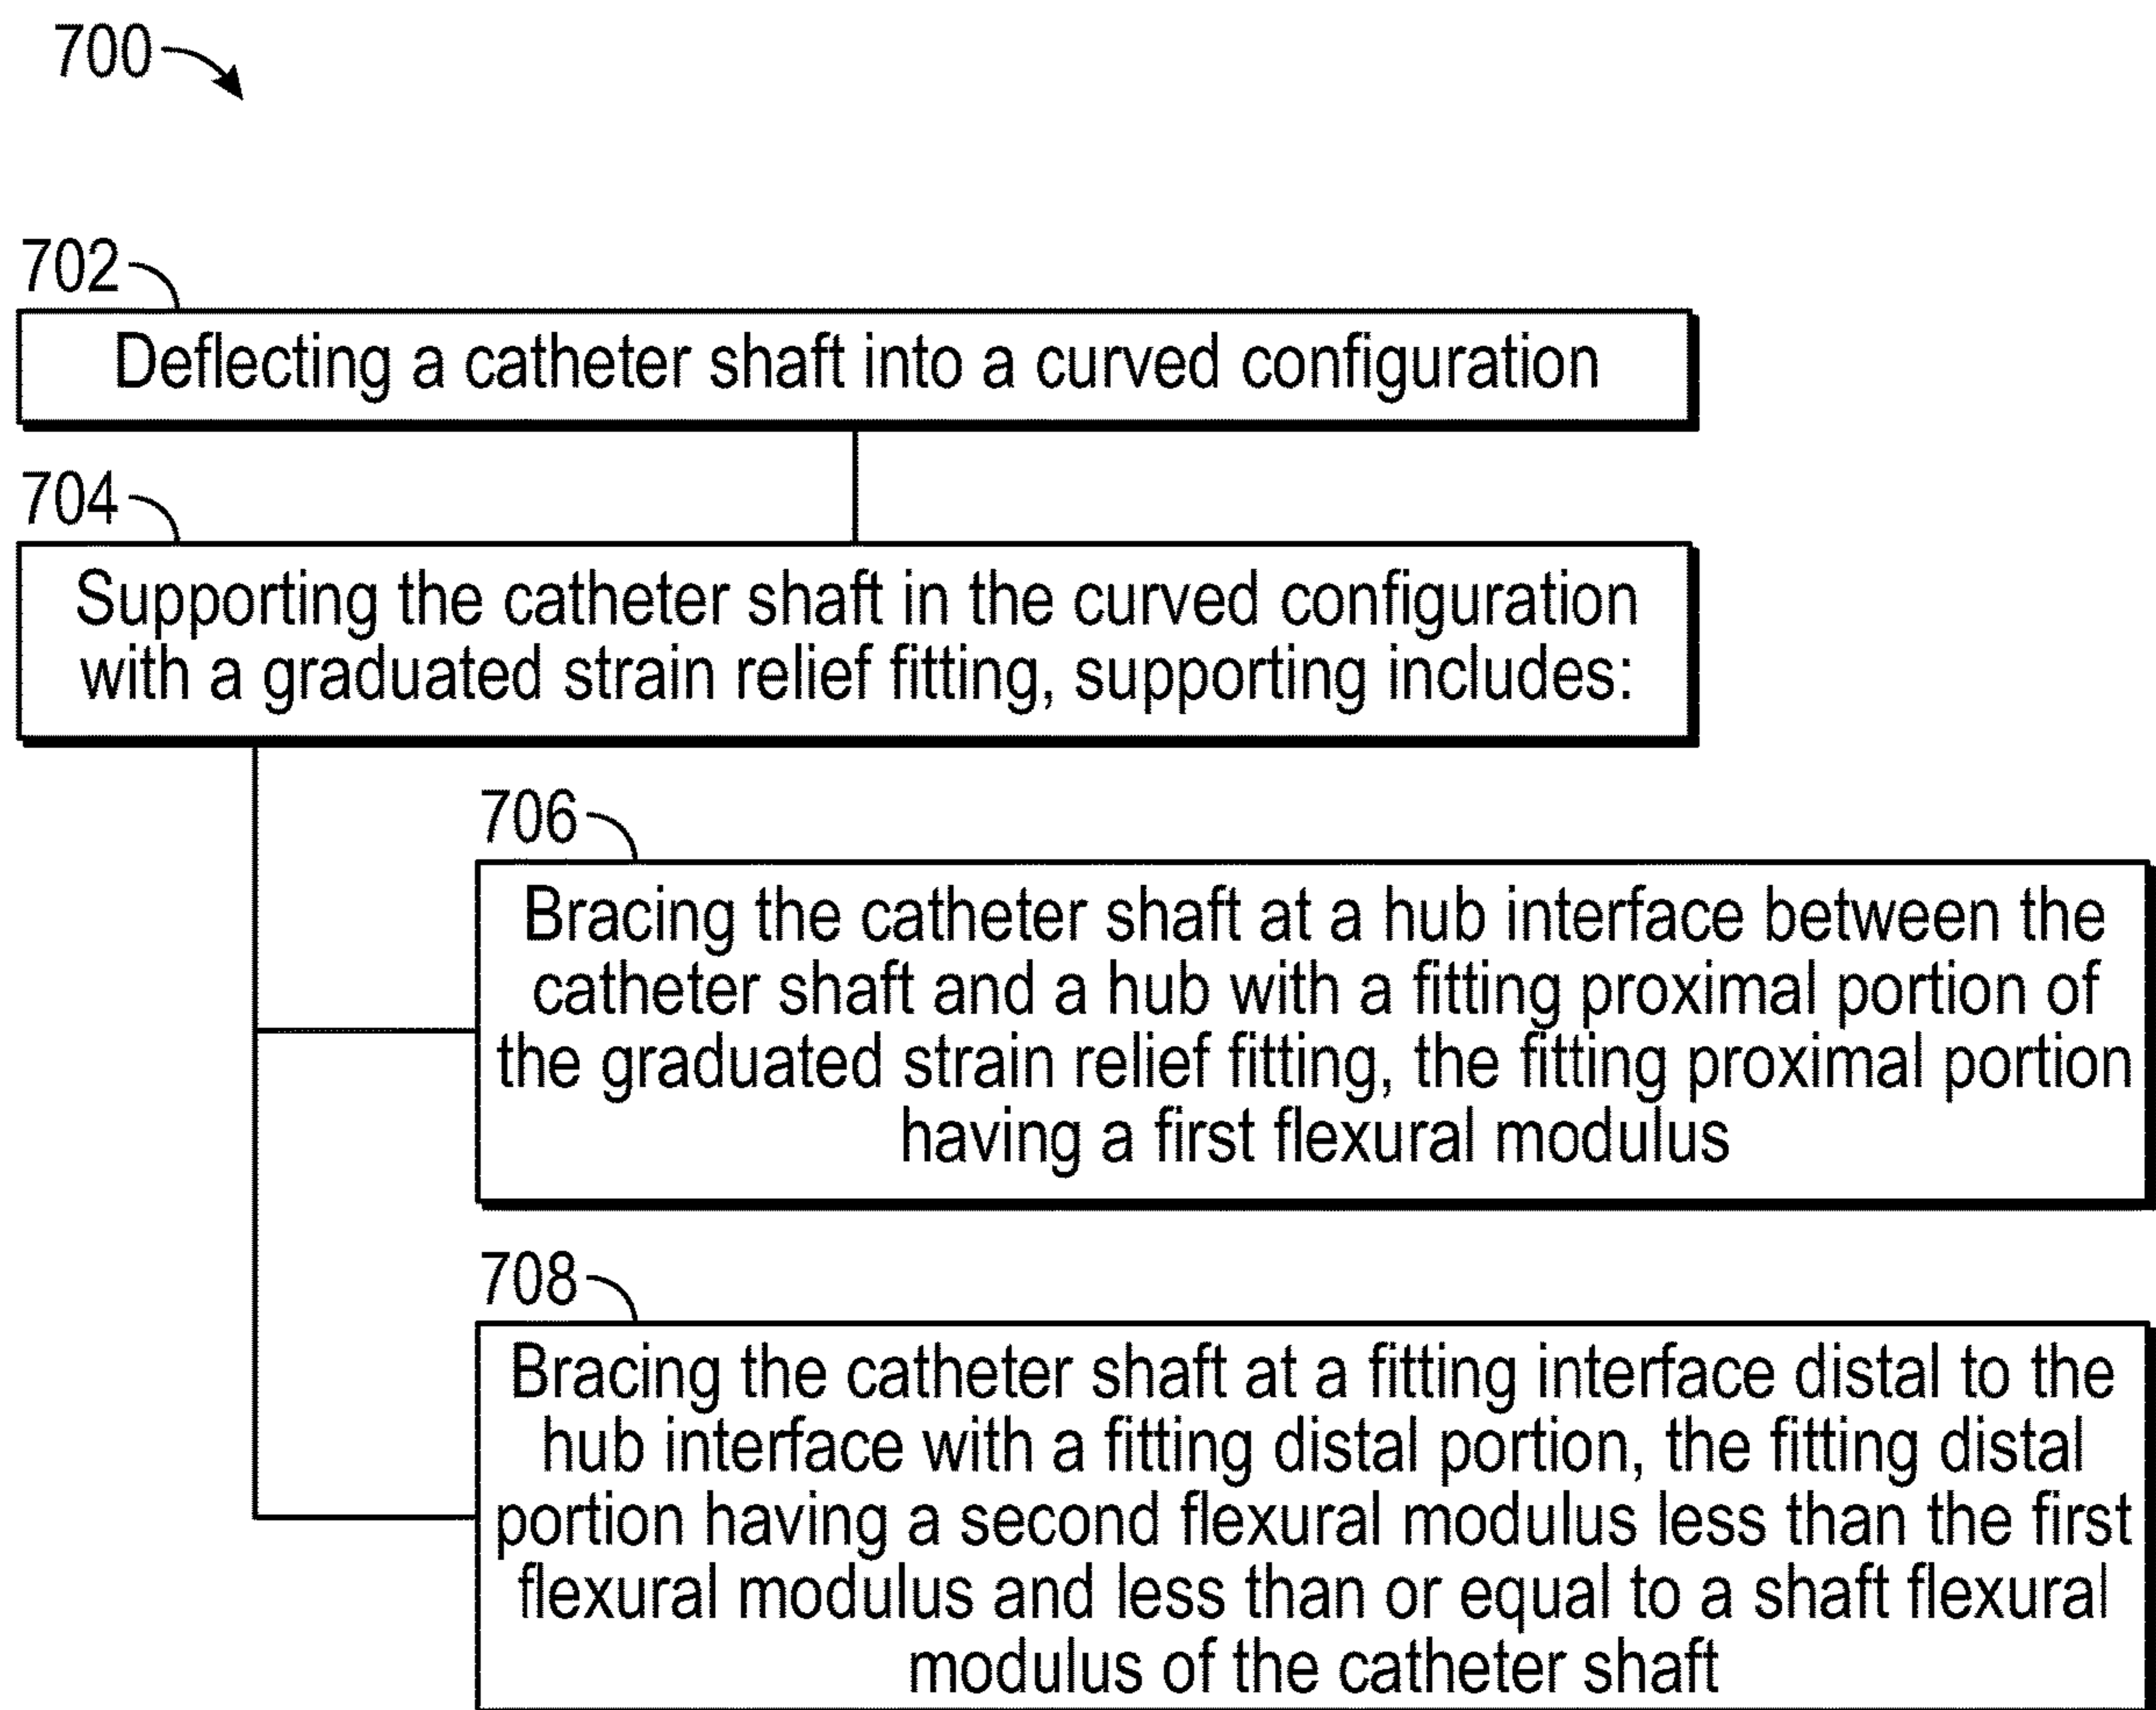 700
702
Deflecting a catheter shaft into a curved configuration
704
Supporting the catheter shaft in the curved configuration
with a graduated strain relief fitting, supporting includes:
706
Bracing the catheter shaft at a hub interface between the
catheter shaft and a hub with a fitting proximal portion of
the graduated strain relief fitting, the fitting proximal portion
having a first flexural modulus
708
Bracing the catheter shaft at a fitting interface distal to the
hub interface with a fitting distal portion, the fitting distal
portion having a second flexural modulus less than the first
flexural modulus and less than or equal to a shaft flexural
modulus of the catheter shaft